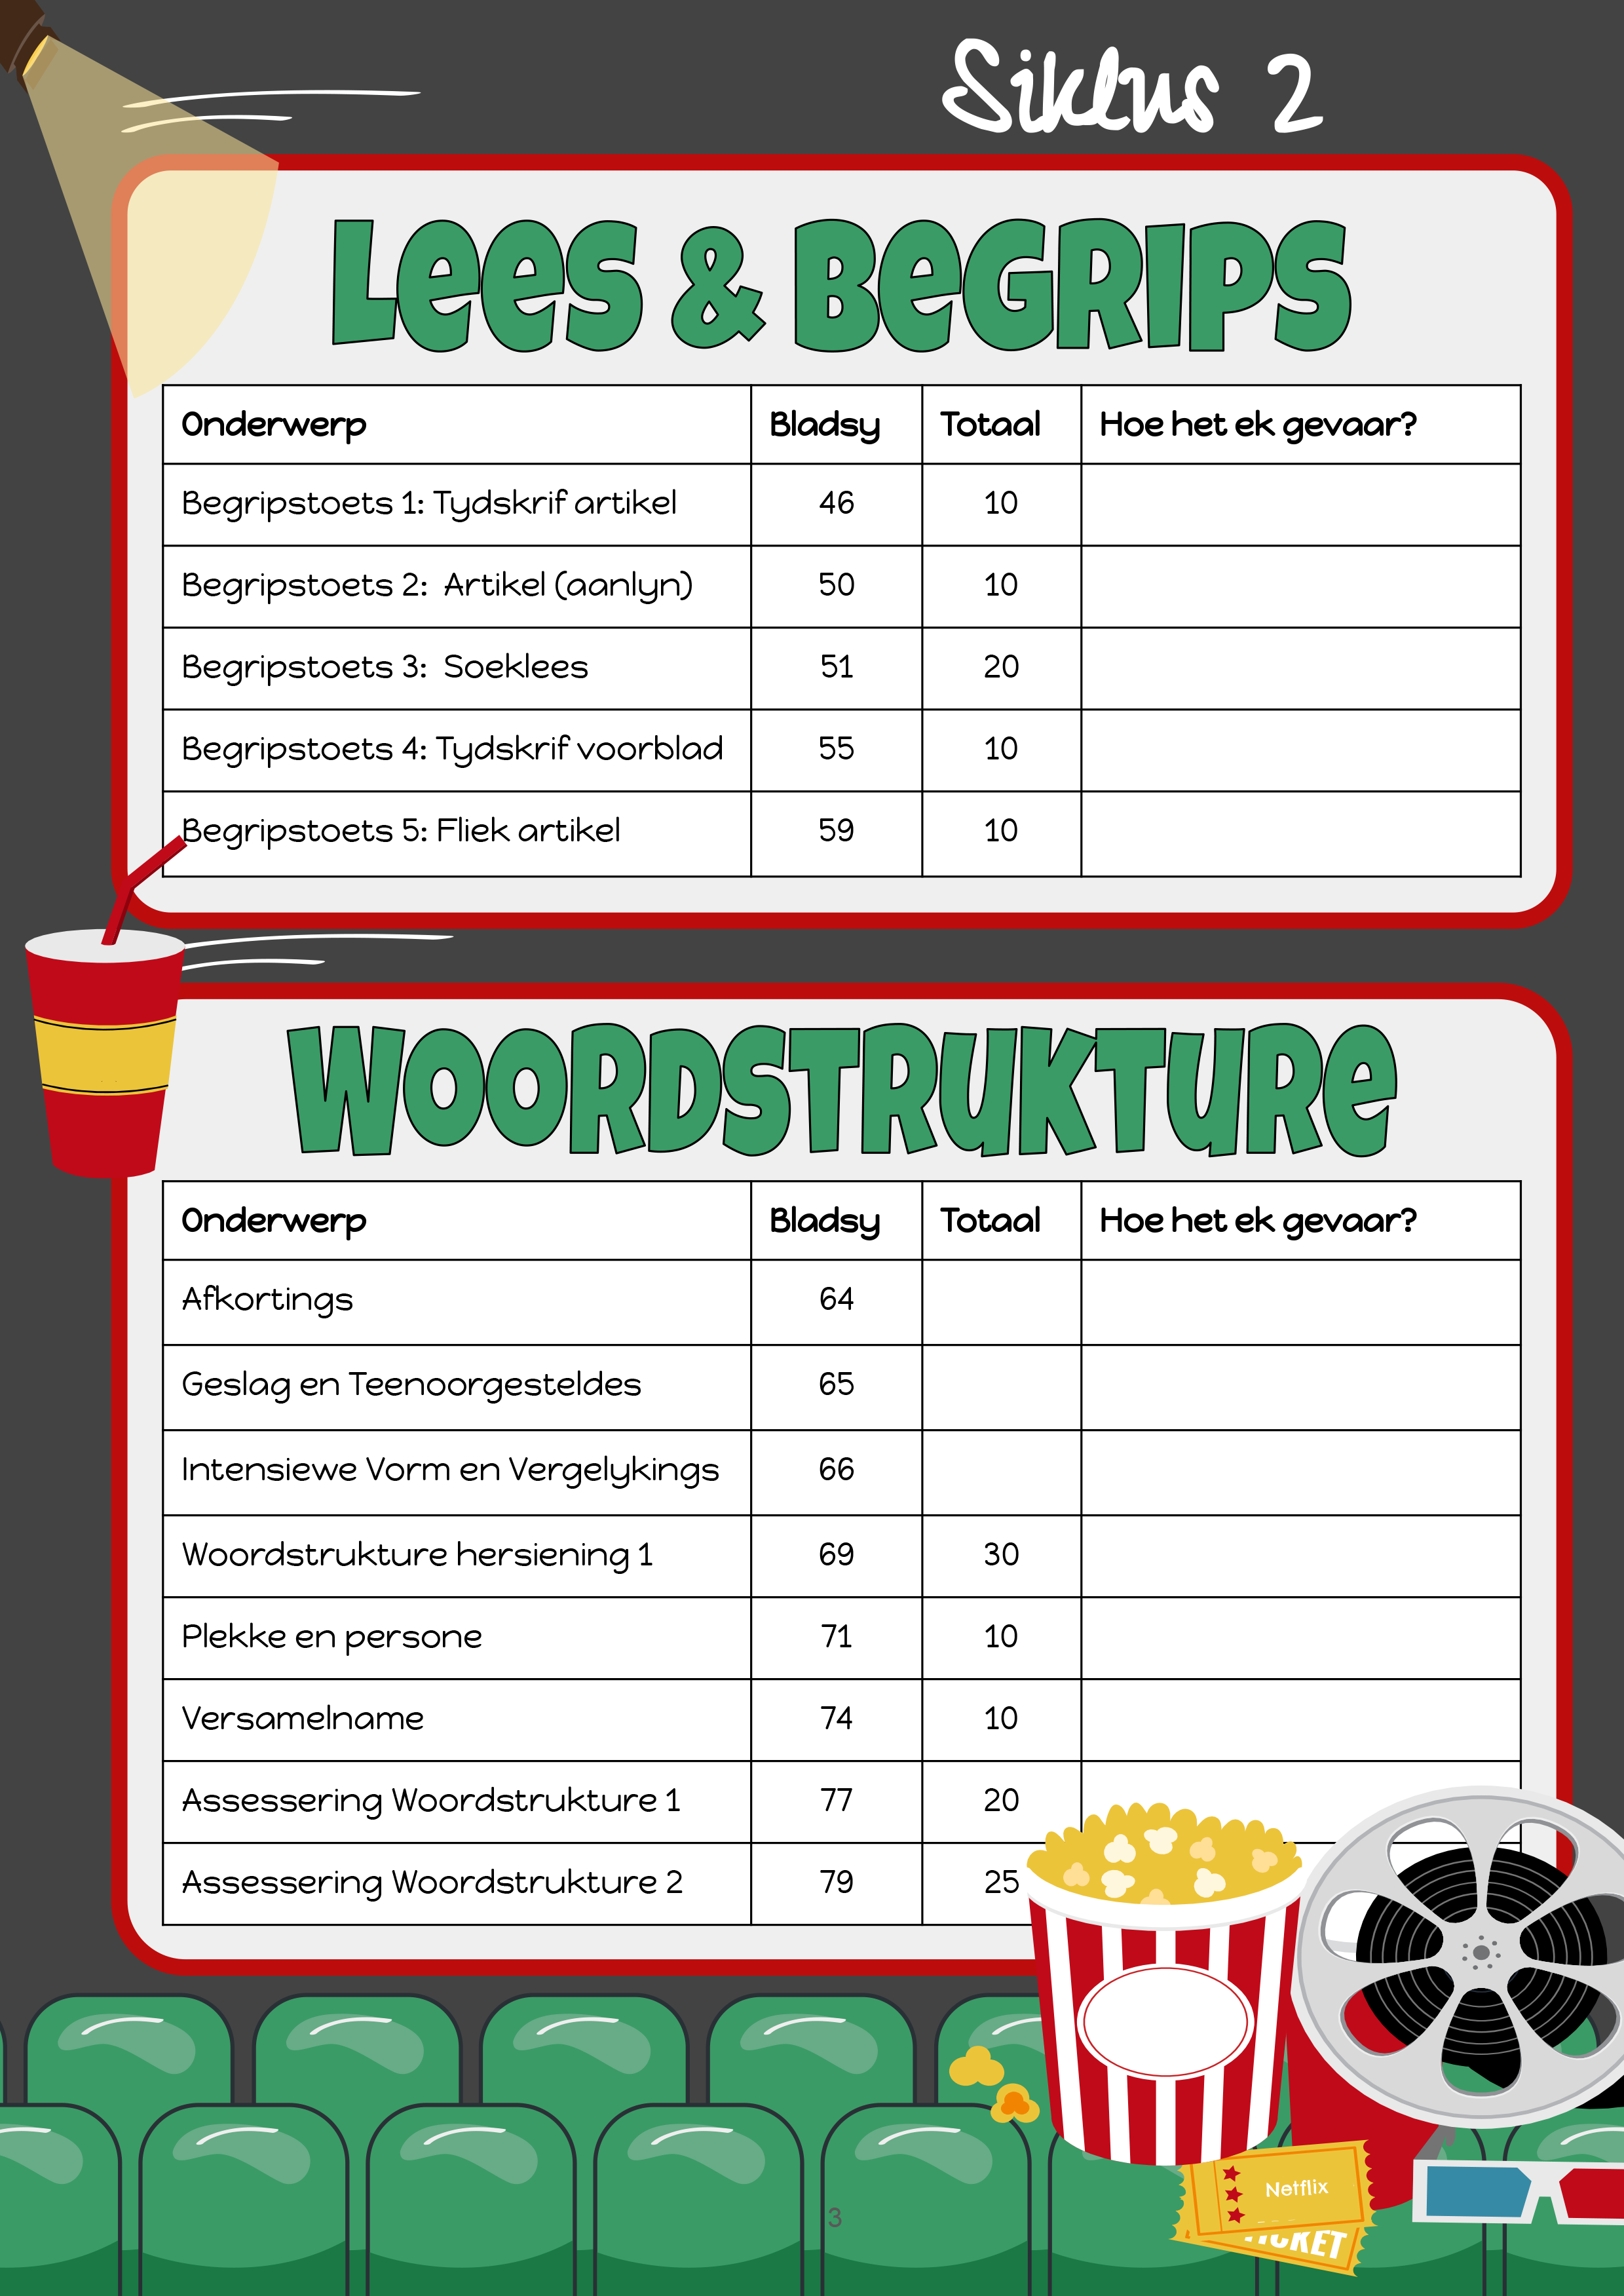 Siklus 2
Lees & Begrips
Onderwerp Bladsy Totaal Hoe het ek gevaar?
Begripstoets 1: Tydskrif artikel 46 10
Begripstoets 2: Artikel (aanlyn) 50 10
Begripstoets 3: Soeklees 51 20
Begripstoets 4: Tydskrif voorblad 55 10
Begripstoets 5: Fliek artikel 59 10
Woordstrukture
Onderwerp Bladsy Totaal Hoe het ek gevaar?
Afkortings 64
Geslag en Teenoorgesteldes 65
Intensiewe Vorm en Vergelykings 66
Woordstrukture hersiening 1 69 30
Plekke en persone 71 10
Versamelname 74 10
Assessering Woordstrukture 1 77 20
Assessering Woordstrukture 2 79 25
Netflix
TICKET
3